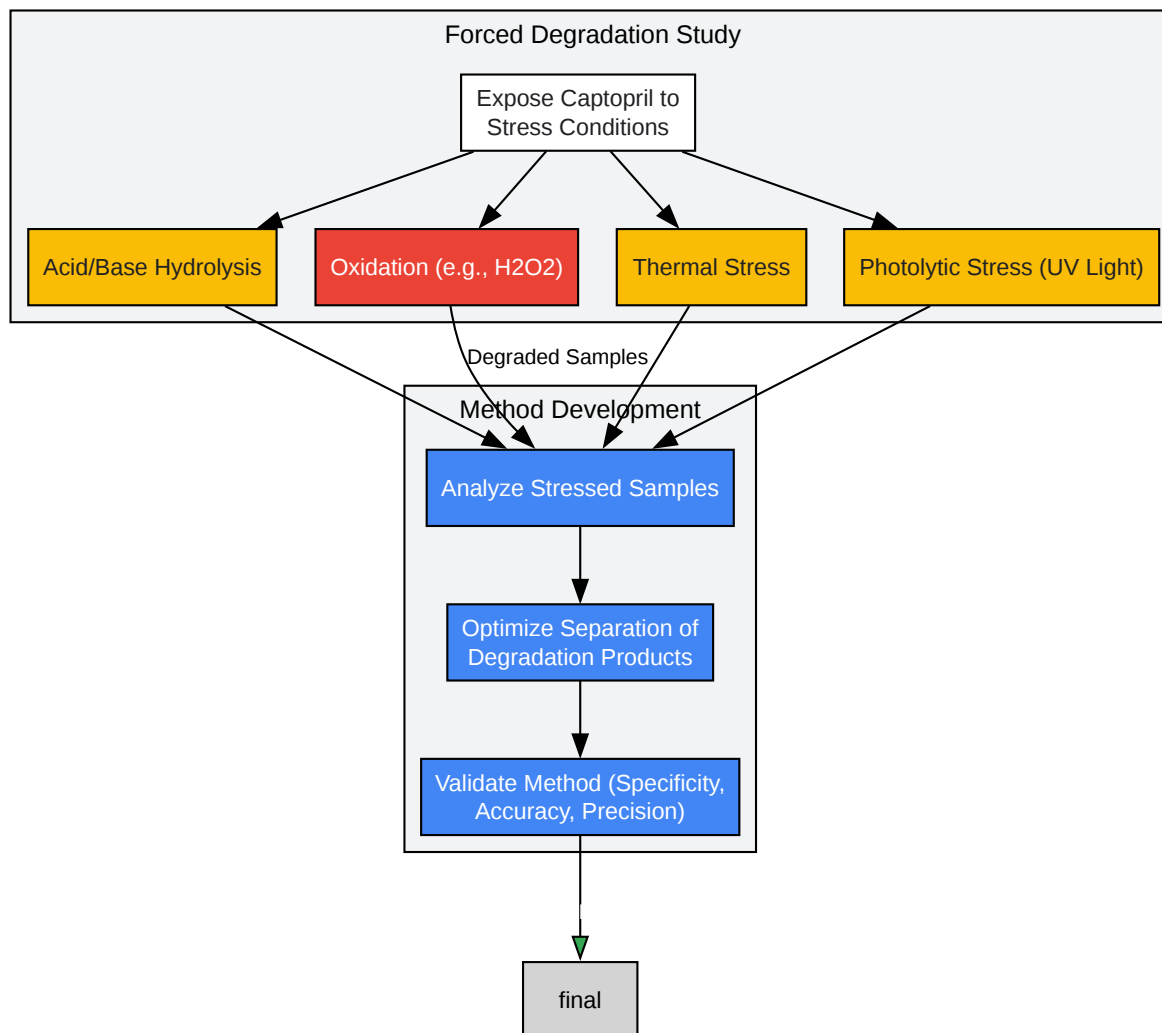 Forced Degradation Study
Expose Captopril to
Stress Conditions
Acid/Base Hydrolysis
Oxidation (e.g., H2O2)
Thermal Stress
Photolytic Stress (UV Light)
Degraded Samples
Method Development
Analyze Stressed Samples
Optimize Separation of
Degradation Products
Validate Method (Specificity,
Accuracy, Precision)
final